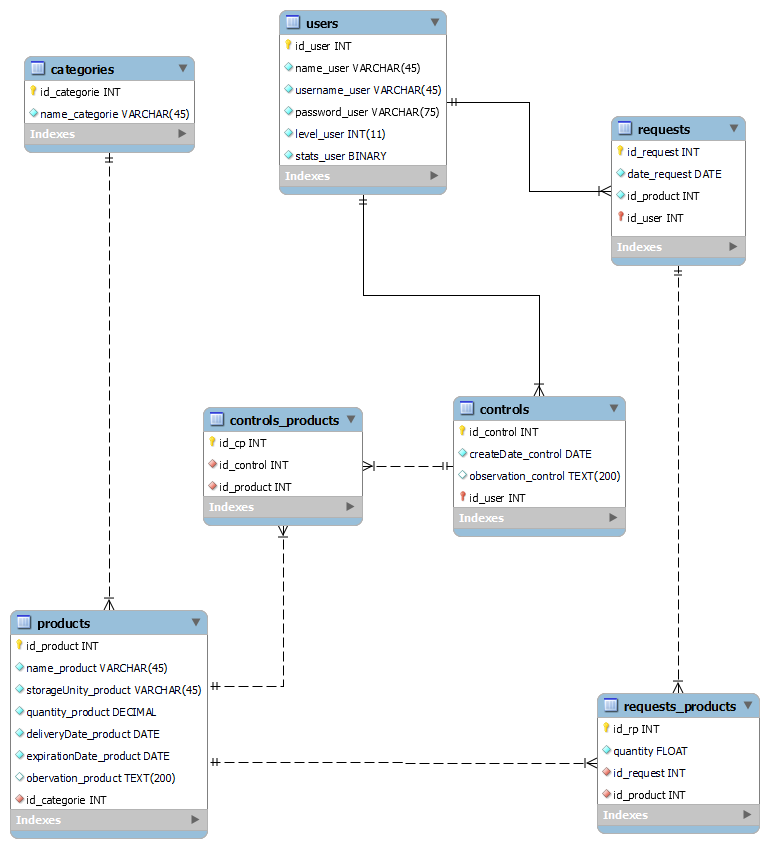 users
id_user INT
name_user VARCHAR(45)
username_user VARCHAR(45)
password_user VARCHAR(75)
level_user INT(11)
stats_user BINARY
Indexes
categories
id_categorie INT
name_categorie VARCHAR(45)
Indexes
requests
id_request INT
date_request DATE
id_product INT
id_user INT
Indexes
controls_products
id_cp INT
id_control INT
id_product INT
Indexes
controls
id_control INT
createDate_control DATE
observation_control TEXT(200)
id_user INT
Indexes
products
id_product INT
name_product VARCHAR(45)
storageUnity_product VARCHAR(45)
quantity_product DECIMAL
deliveryDate_product DATE
expirationDate_product DATE
obervation_product TEXT(200)
id_categorie INT
Indexes
requests_products
id_rp INT
quantity FLOAT
id_request INT
id_product INT
Indexes